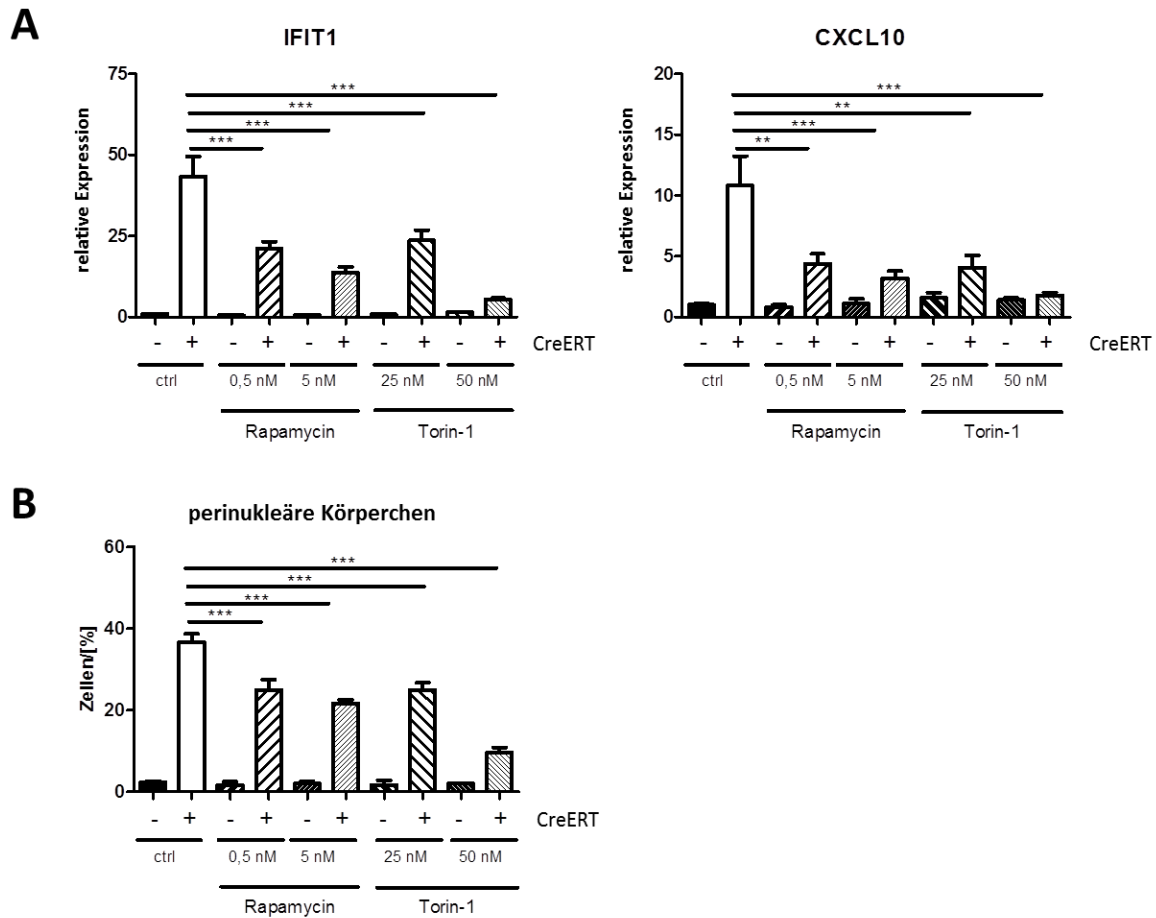 A
IFIT1
relative Expression
75
50
25
0
***
***
***
***
- + - + - + - + - + CreERT
ctrl 0,5 nM 5 nM 25 nM 50 nM
Rapamycin Torin-1
CXCL10
relative Expression
20
15
10
5
0
***
**
***
**
- + - + - + - + - + CreERT
ctrl 0,5 nM 5 nM 25 nM 50 nM
Rapamycin Torin-1
B
perinukleäre Körperchen
Zellen/[%]
60
40
20
0
***
***
***
***
- + - + - + - + - + CreERT
ctrl 0,5 nM 5 nM 25 nM 50 nM
Rapamycin Torin-1